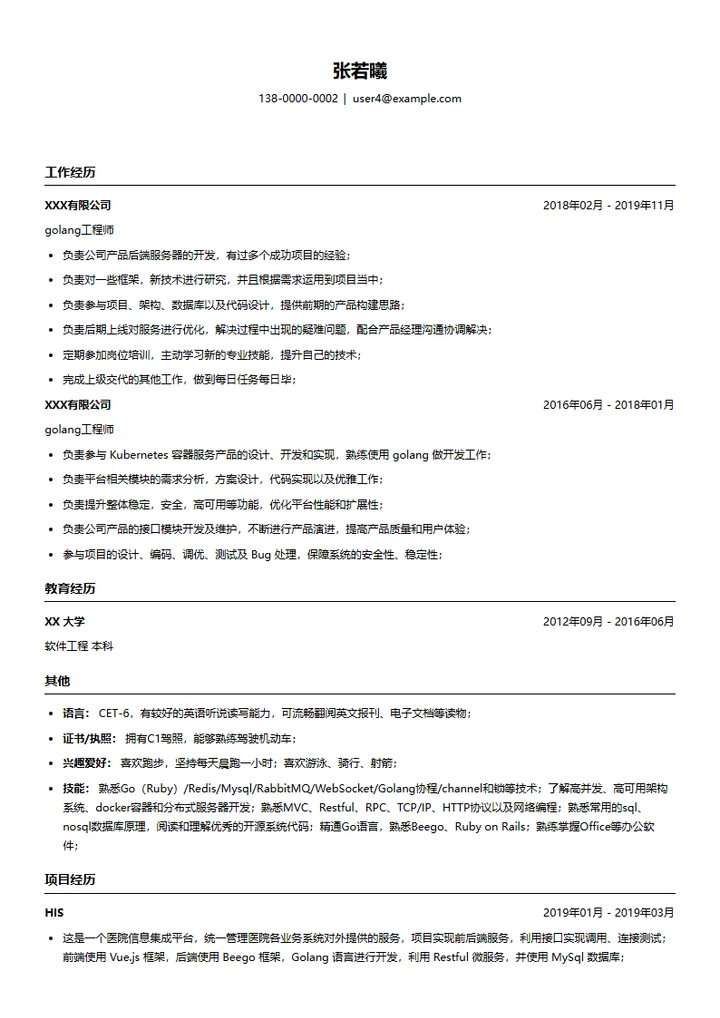 张若曦
138-0000-0002 | user4@example.com
工作经历
XXX有限公司 2018年02月 - 2019年11月
golang工程师
• 负责公司产品后端服务器的开发，有过多个成功项目的经验；
• 负责对一些框架，新技术进行研究，并且根据需求运用到项目当中；
• 负责参与项目、架构、数据库以及代码设计，提供前期的产品构建思路；
• 负责后期上线对服务进行优化，解决过程中出现的疑难问题，配合产品经理沟通协调解决；
• 定期参加岗位培训，主动学习新的专业技能，提升自己的技术；
• 完成上级交代的其他工作，做到每日任务每日毕；
XXX有限公司 2016年06月 - 2018年01月
golang工程师
• 负责参与 Kubernetes 容器服务产品的设计、开发和实现，熟练使用 golang 做开发工作；
• 负责平台相关模块的需求分析，方案设计，代码实现以及优雅工作；
• 负责提升整体稳定，安全，高可用等功能，优化平台性能和扩展性；
• 负责公司产品的接口模块开发及维护，不断进行产品演进，提高产品质量和用户体验；
• 参与项目的设计、编码、调优、测试及 Bug 处理，保障系统的安全性、稳定性；
教育经历
XX 大学 2012年09月 - 2016年06月
软件工程 本科
其他
• 语言： CET-6，有较好的英语听说读写能力，可流畅翻阅英文报刊、电子文档等读物；
• 证书/执照： 拥有C1驾照，能够熟练驾驶机动车；
• 兴趣爱好： 喜欢跑步，坚持每天晨跑一小时；喜欢游泳、骑行、射箭；
• 技能： 熟悉Go（Ruby）/Redis/Mysql/RabbitMQ/WebSocket/Golang协程/channel和锁等技术；了解高并发、高可用架构
系统、docker容器和分布式服务器开发；熟悉MVC、Restful、RPC、TCP/IP、HTTP协议以及网络编程；熟悉常用的sql、
nosql数据库原理，阅读和理解优秀的开源系统代码；精通Go语言，熟悉Beego、Ruby on Rails；熟练掌握Office等办公软
件；
项目经历
HIS 2019年01月 - 2019年03月
• 这是一个医院信息集成平台，统一管理医院各业务系统对外提供的服务，项目实现前后端服务，利用接口实现调用、连接测试；
前端使用 Vue.js 框架，后端使用 Beego 框架，Golang 语言进行开发，利用 Restful 微服务，并使用 MySql 数据库；